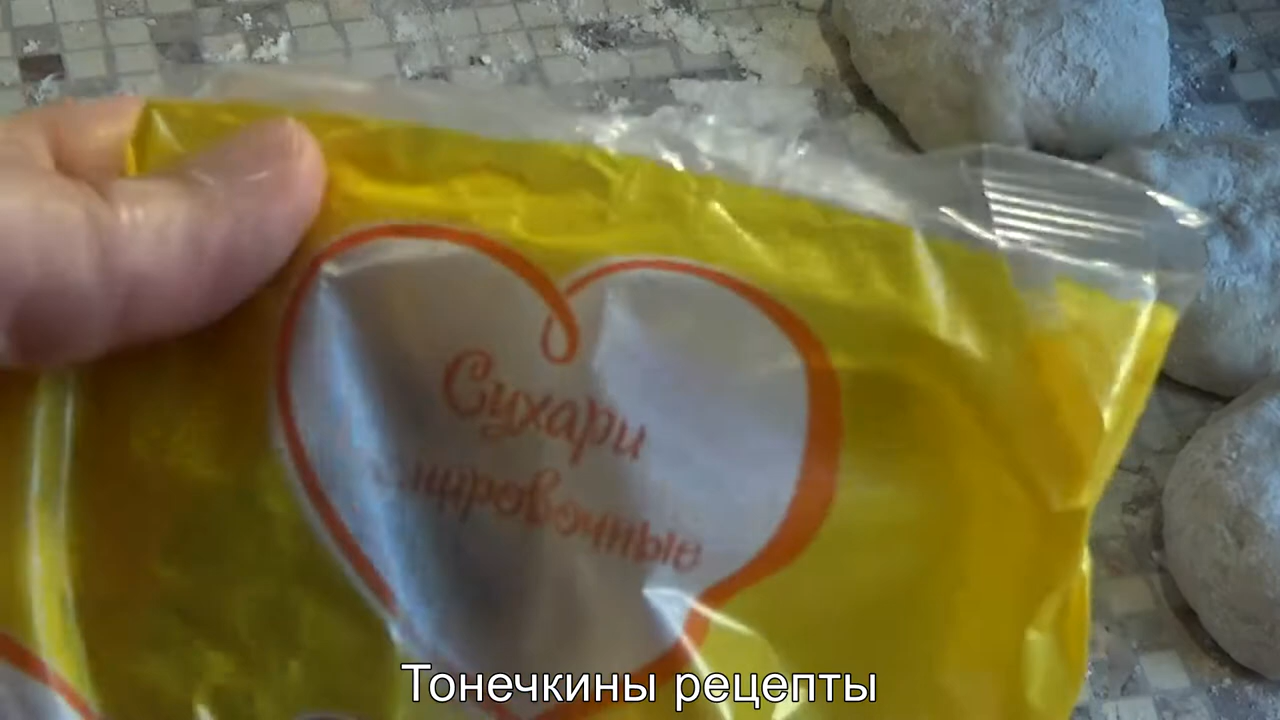 Сухари
панировочные
Тонечкины рецепты